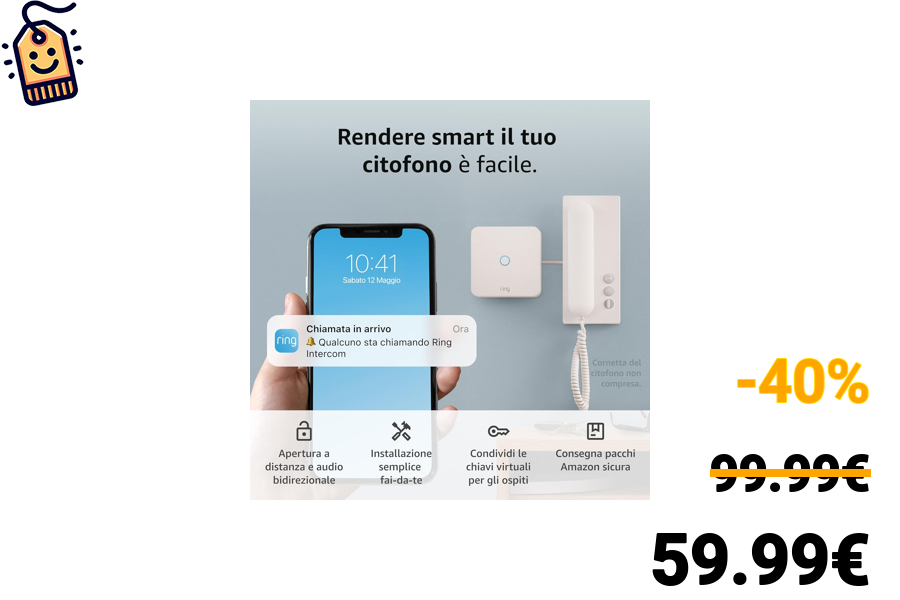 Rendere smart il tuo
citofono è facile.
10:41
Sabato 12 Maggio
ring
Chiamata in arrivo
Ora
🔔 Qualcuno sta chiamando Ring
Intercom
ring
Cornetta del
citofono non
compresa.
Apertura a
distanza e audio
bidirezionale
Installazione
semplice
fai-da-te
Condividi le
chiavi virtuali
per gli ospiti
Consegna pacchi
Amazon sicura
-40%
99.99€
59.99€